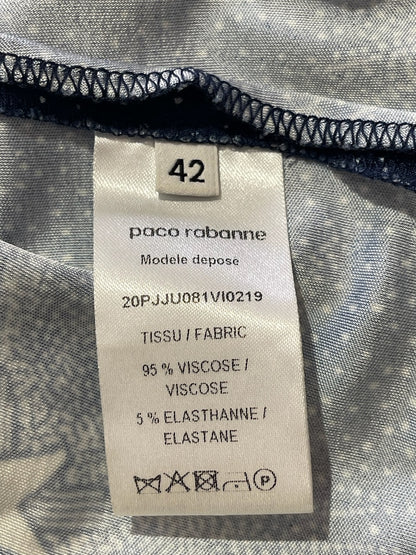 42
paco rabanne
Modele depose
20PJJU081VI0219
TISSU / FABRIC
95 % VISCOSE /
VISCOSE
5 % ELASTHANNE /
ELASTANE
P